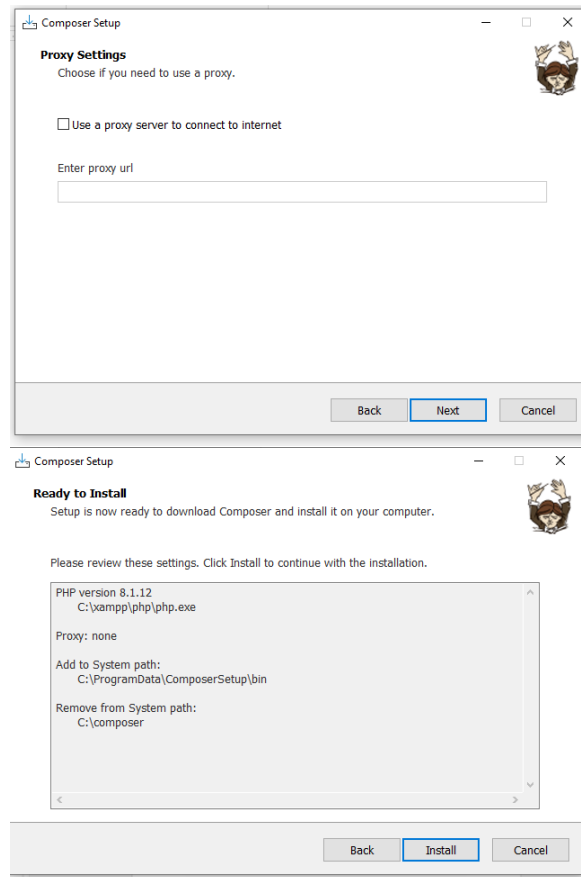 Composer Setup
Proxy Settings
Choose if you need to use a proxy.
Use a proxy server to connect to internet
Enter proxy url
Back
Next
Cancel
Composer Setup
Ready to Install
Setup is now ready to download Composer and install it on your computer.
Please review these settings. Click Install to continue with the installation.
PHP version 8.1.12
C:\xampp\php\php.exe
Proxy: none
Add to System path:
C:\ProgramData\ComposerSetup\bin
Remove from System path:
C:\composer
Back
Install
Cancel